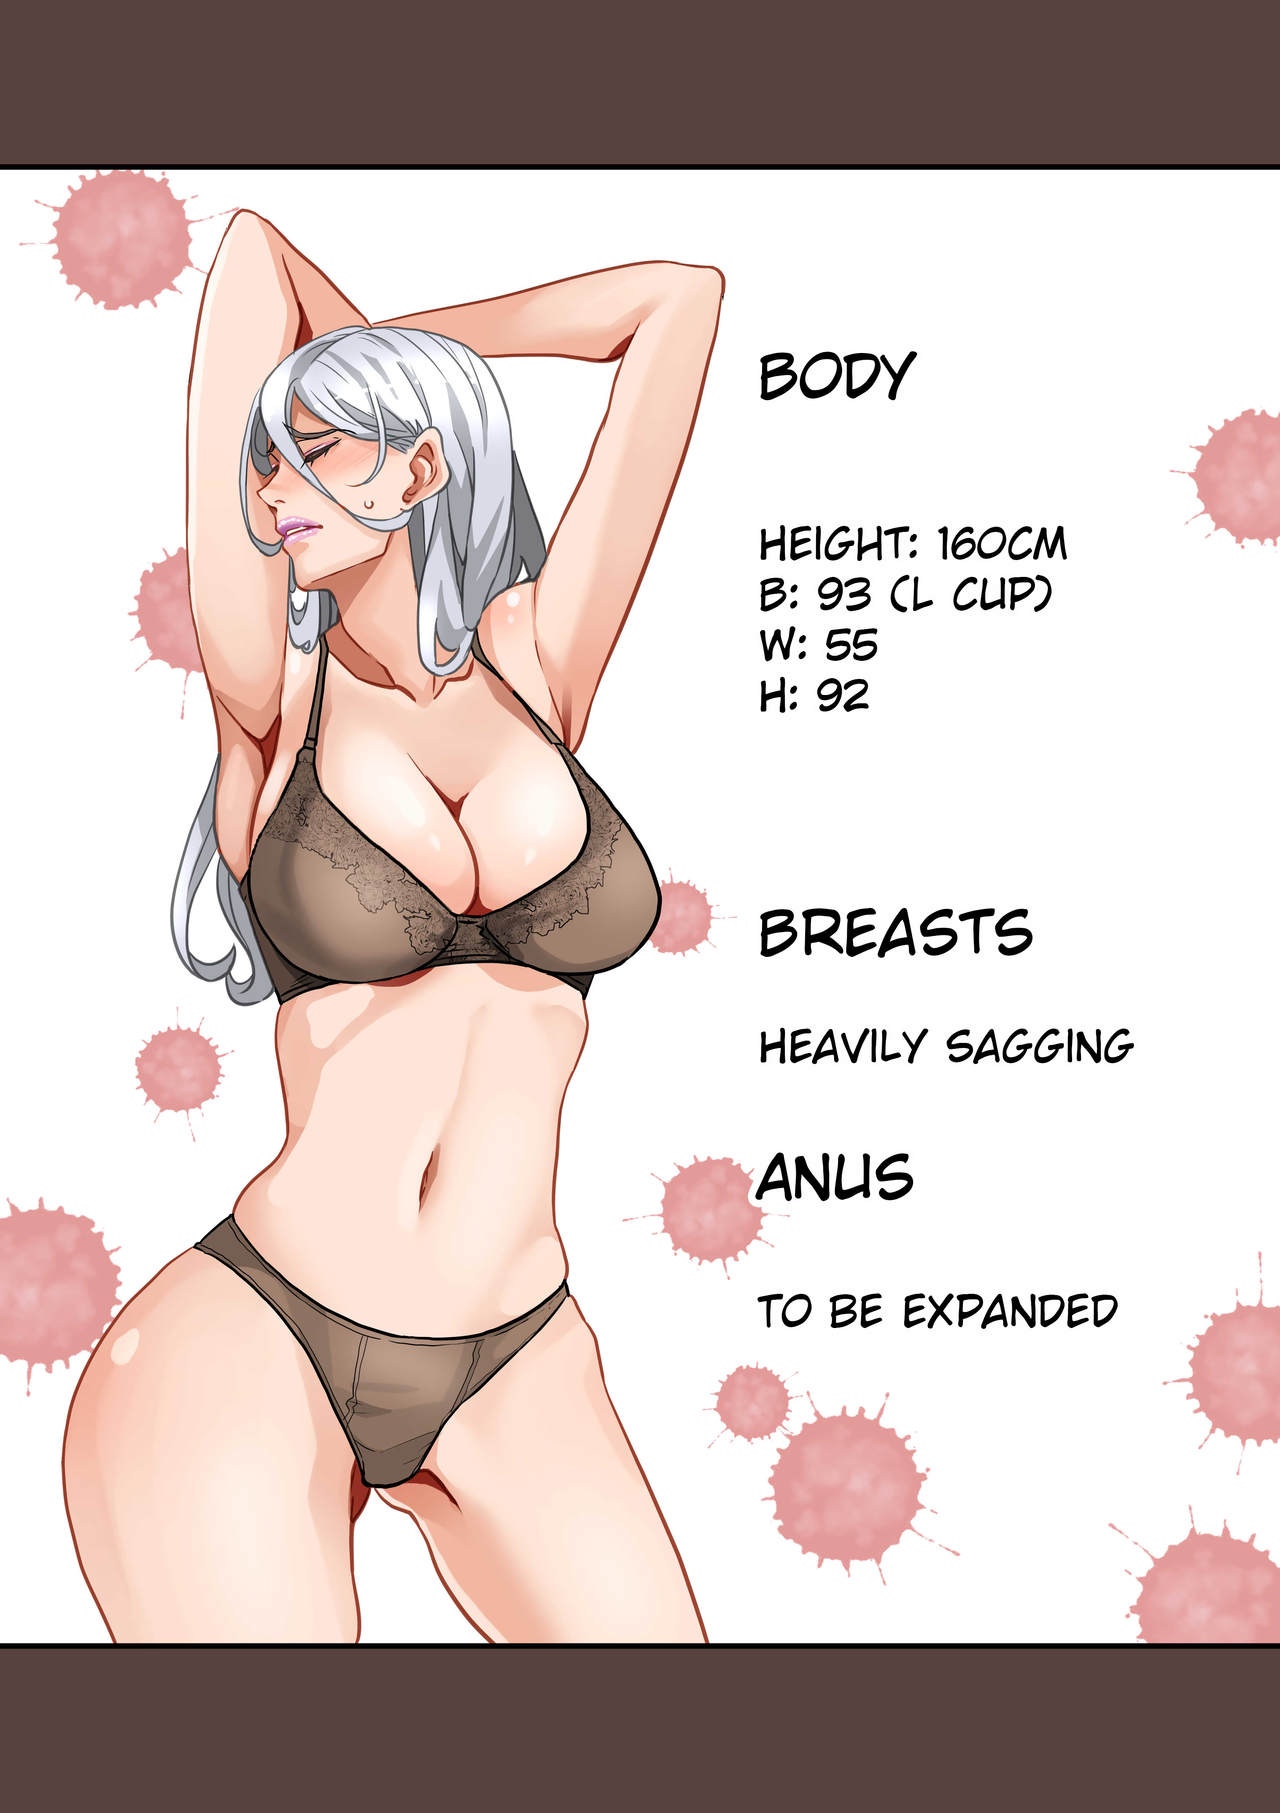 BODY
HEIGHT: 160CM
B: 93 (L CUP)
W: 55
H: 92
BREASTS
HEAVILY SAGGING
ANUS
TO BE EXPANDED